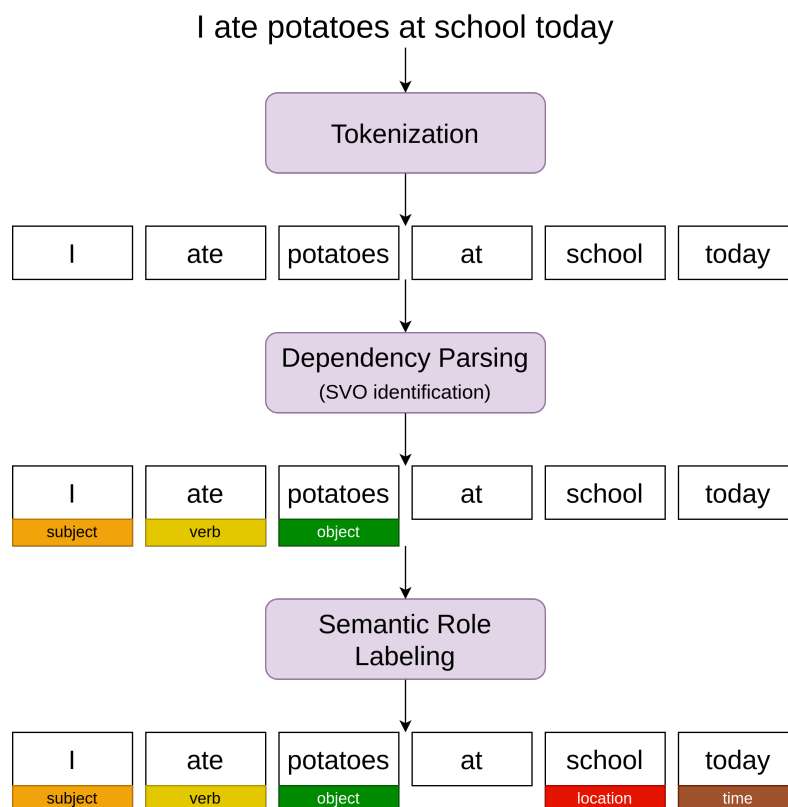 I ate potatoes at school today
Tokenization
I ate potatoes at school today
Dependency Parsing
(SVO identification)
I ate potatoes at school today
subject verb object
Semantic Role
Labeling
I ate potatoes at school today
subject verb object location time